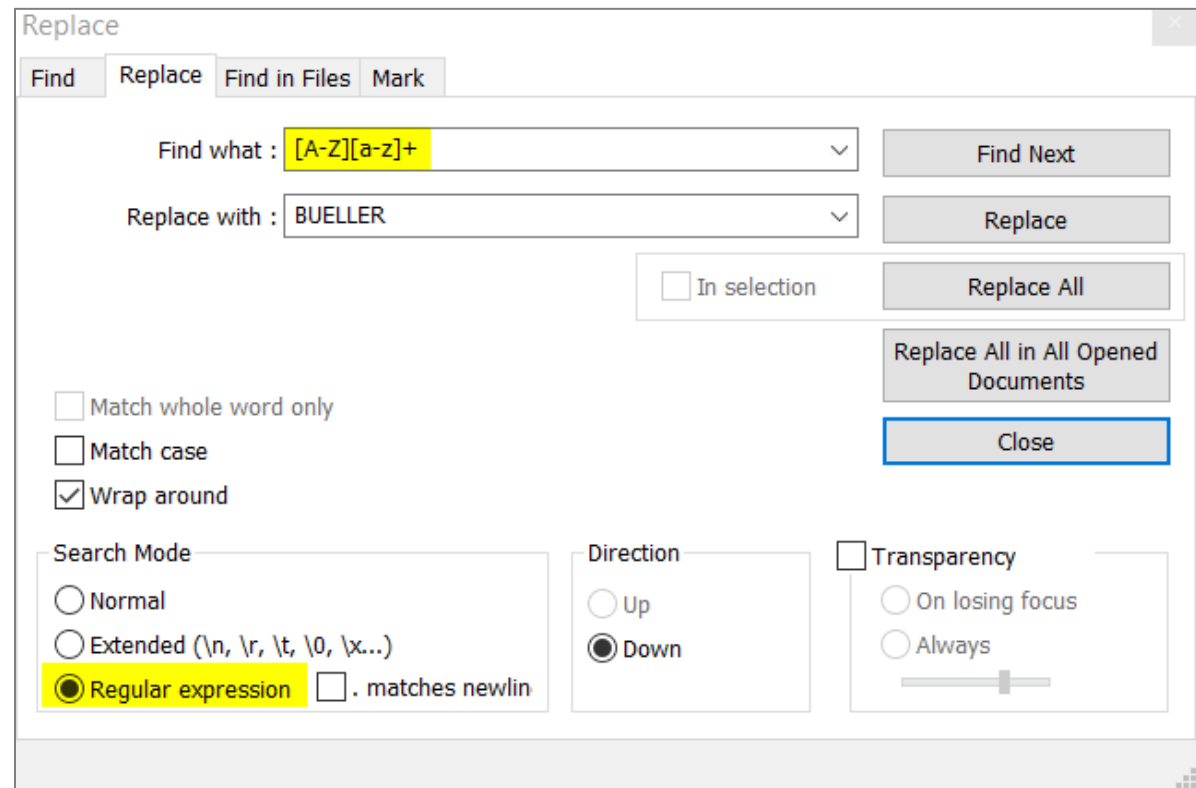 Replace
Find Replace Find in Files Mark
Find what : [A-Z][a-z]+ Find Next
Replace with : BUELLER Replace
In selection Replace All
Replace All in All Opened
Documents
Match whole word only
Match case Close
Wrap around
Search Mode Direction Transparency
Normal Up On losing focus
Extended (\n, \r, \t, \0, \x...) Down Always
Regular expression . matches newlin